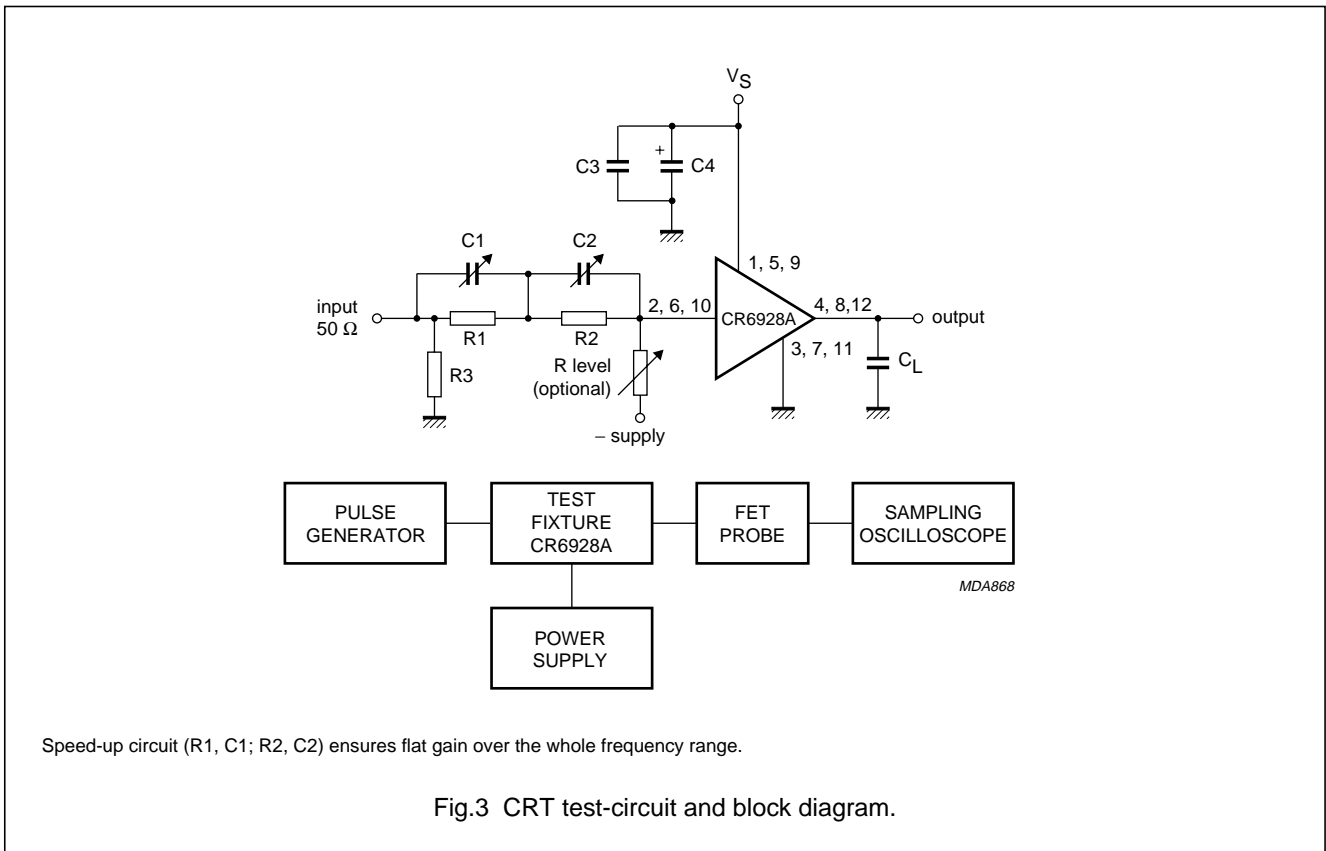 VS
C3
+
C4
C1
C2
1, 5, 9
input
50 Ω
2, 6, 10
CR6928A
4, 8,12
output
R1
R2
3, 7, 11
CL
R3
R level
(optional)
− supply
PULSE
GENERATOR
TEST
FIXTURE
CR6928A
FET
PROBE
SAMPLING
OSCILLOSCOPE
MDA868
POWER
SUPPLY
Speed-up circuit (R1, C1; R2, C2) ensures flat gain over the whole frequency range.
Fig.3 CRT test-circuit and block diagram.